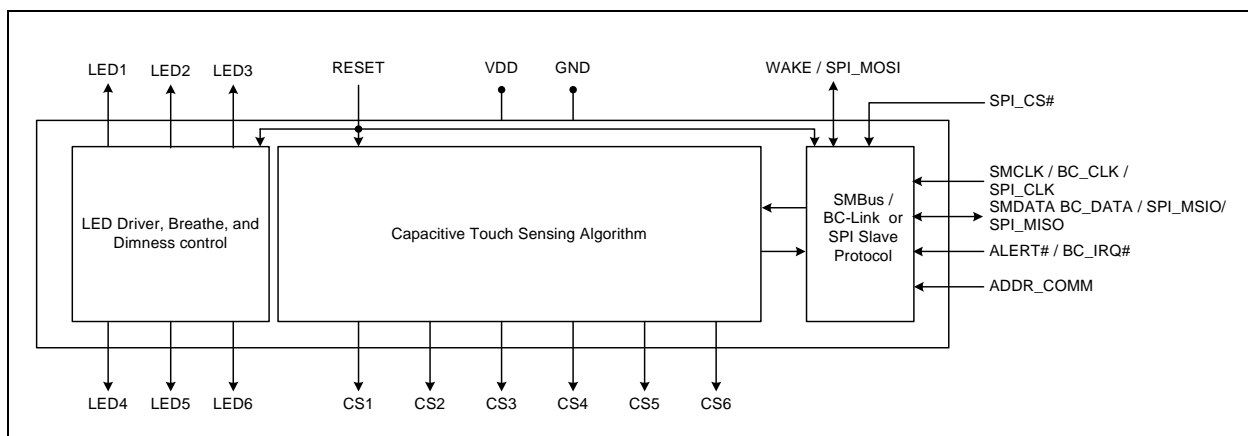 LED1
LED2
LED3
RESET
VDD
GND
WAKE / SPI_MOSI
SPI_CS#
LED Driver, Breathe, and
Dimness control
Capacitive Touch Sensing Algorithm
SMBus /
BC-Link or
SPI Slave
Protocol
SMCLK / BC_CLK /
SPI_CLK
SMDATA BC_DATA / SPI_MSIO/
SPI_MISO
ALERT# / BC_IRQ#
ADDR_COMM
LED4
LED5
LED6
CS1
CS2
CS3
CS4
CS5
CS6